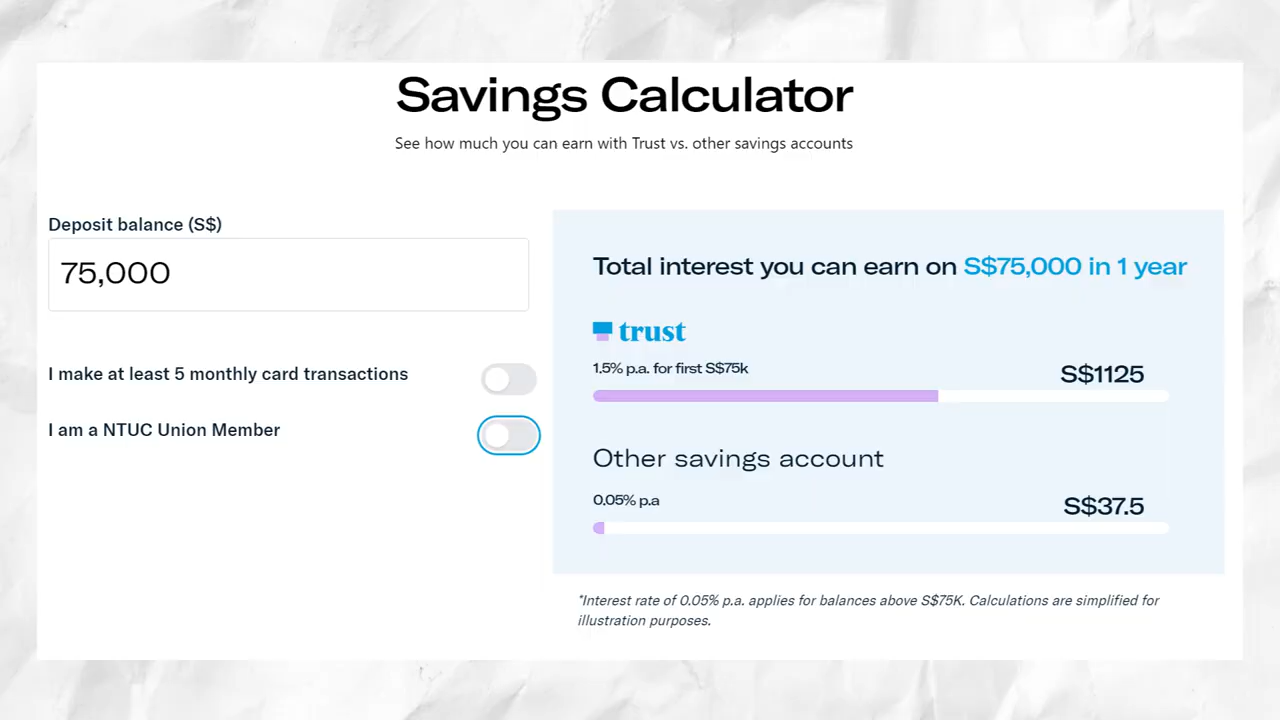 Savings Calculator
See how much you can earn with Trust vs. other savings accounts
Deposit balance (S$)
75,000
I make at least 5 monthly card transactions
I am a NTUC Union Member
Total interest you can earn on S$75,000 in 1 year
trust
1.5% p.a. for first S$75k
S$1125
Other savings account
0.05% p.a
S$37.5
*Interest rate of 0.05% p.a. applies for balances above S$75K. Calculations are simplified for
illustration purposes.